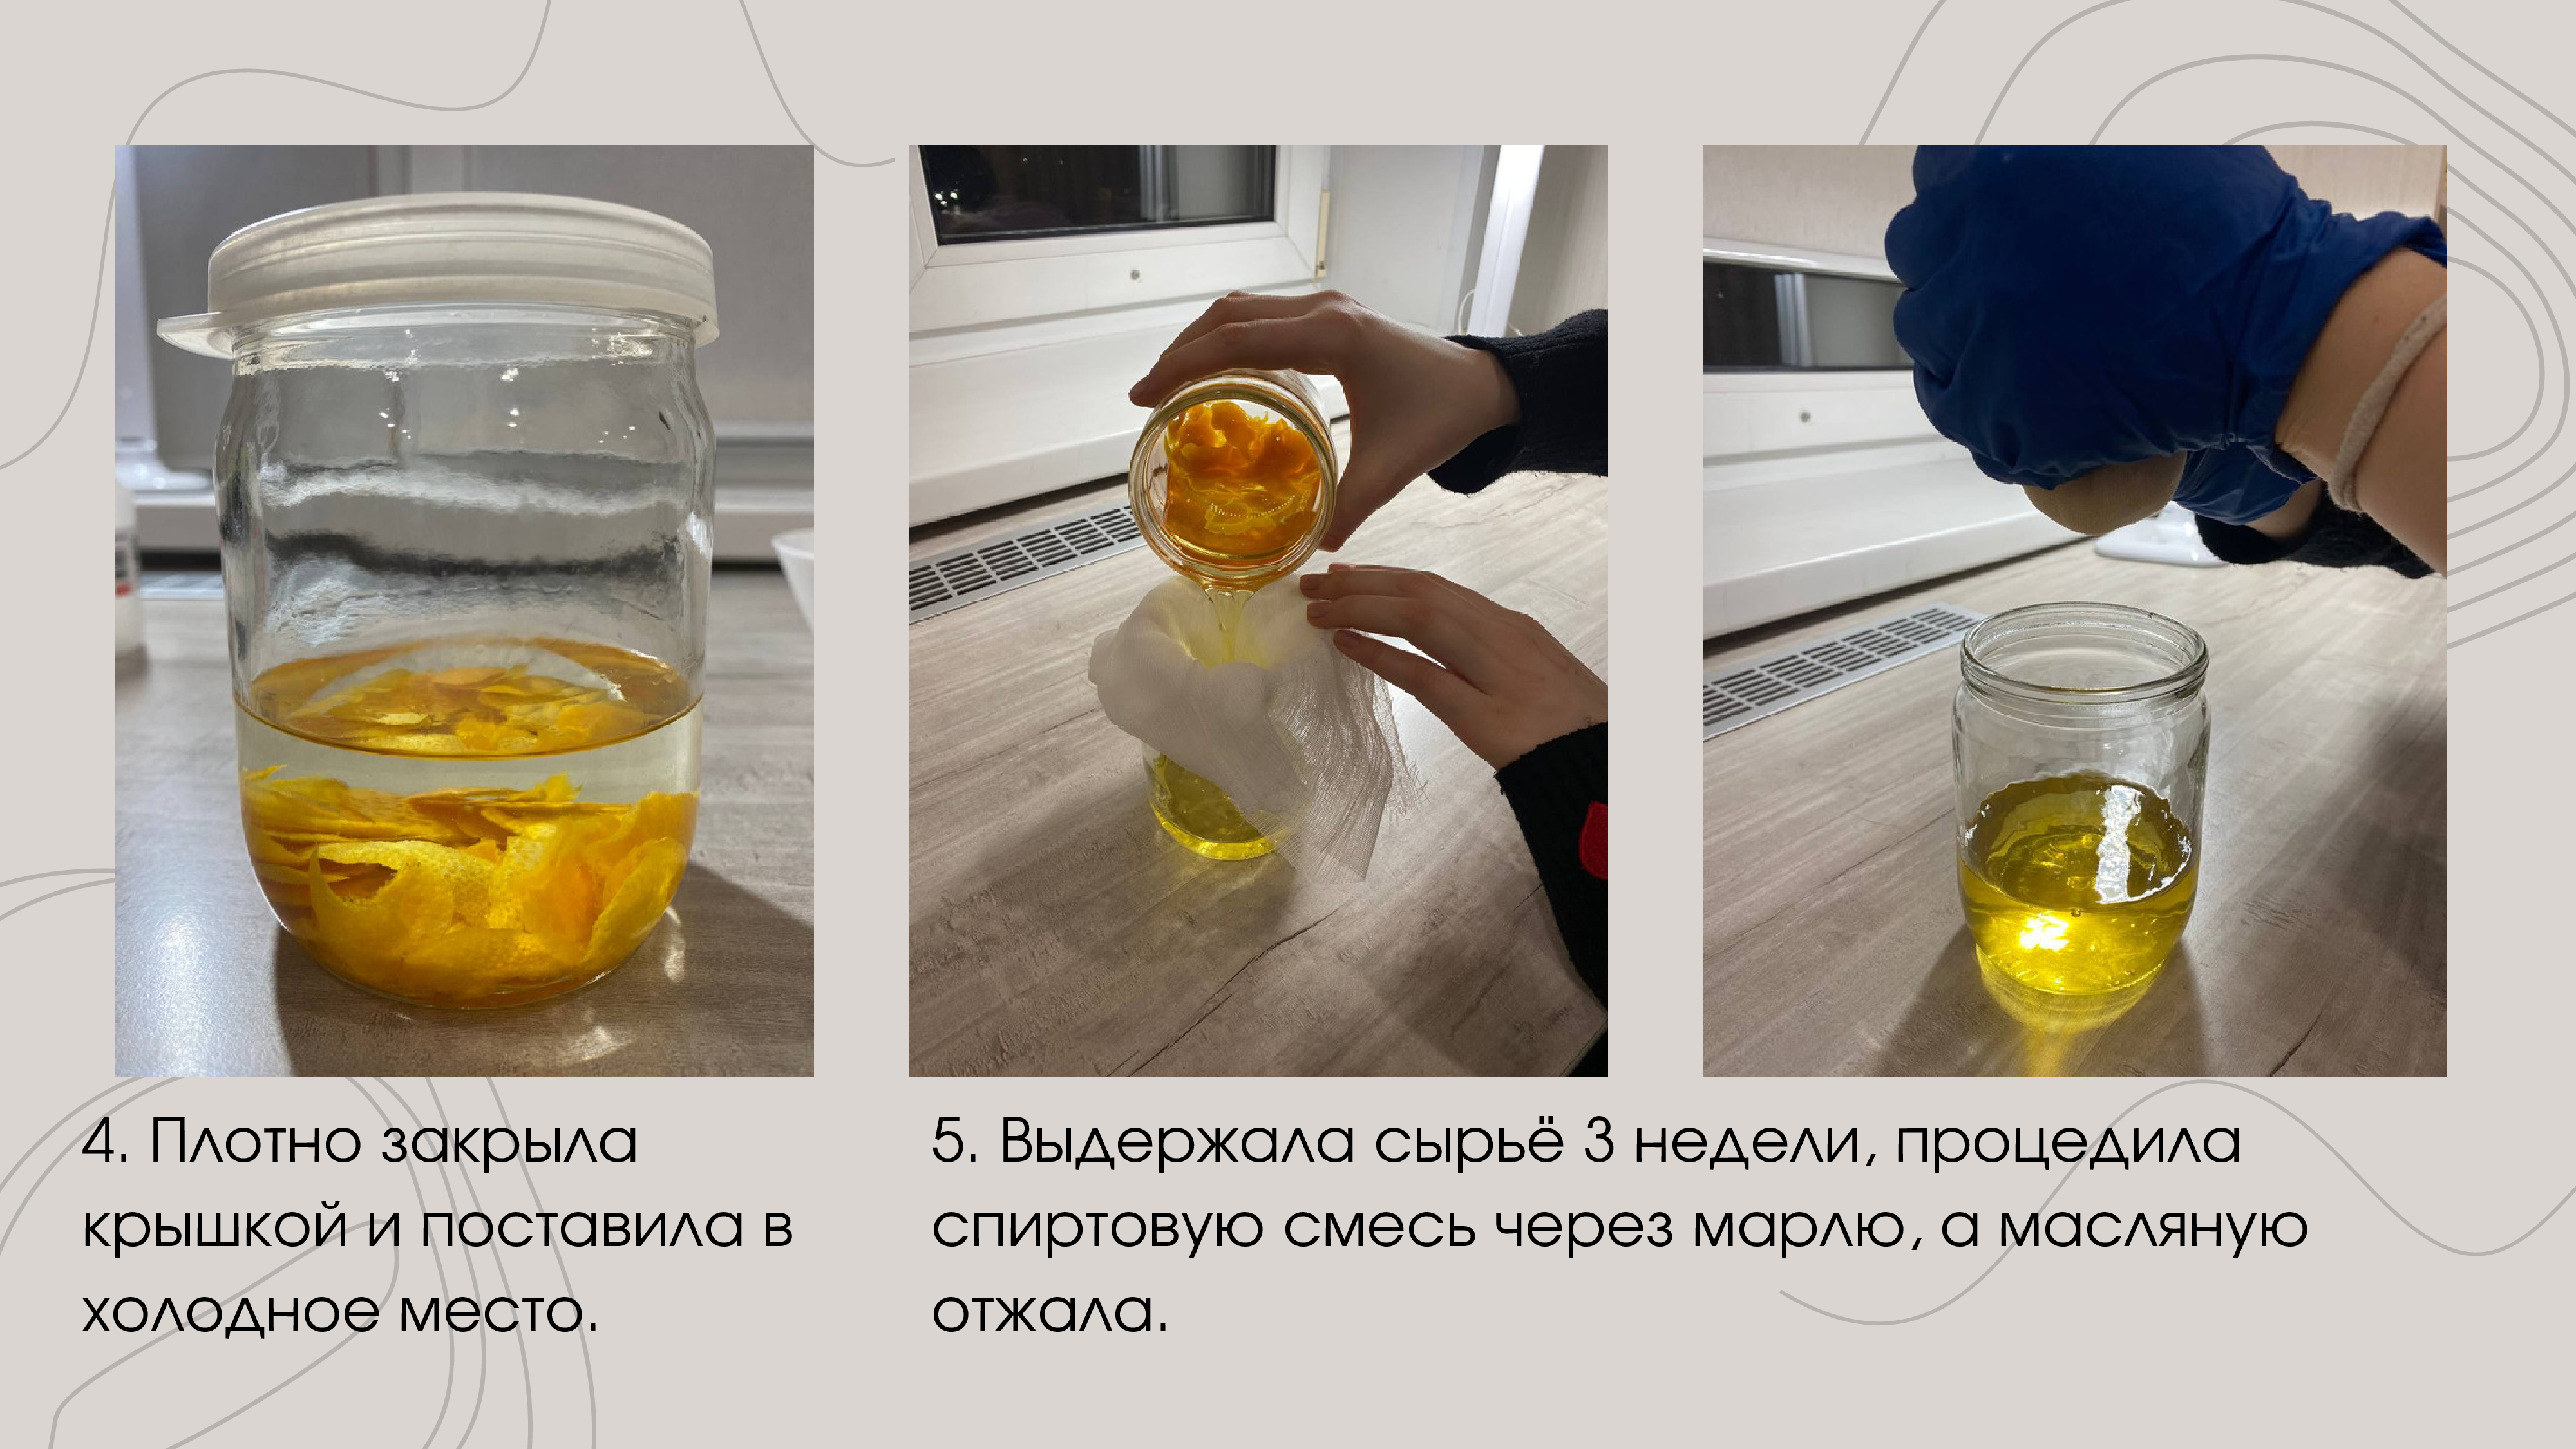 4. Плотно закрыла
крышкой и поставила в
холодное место.
5. Выдержала сырьё 3 недели, процедила
спиртовую смесь через марлю, а масляную
отжала.